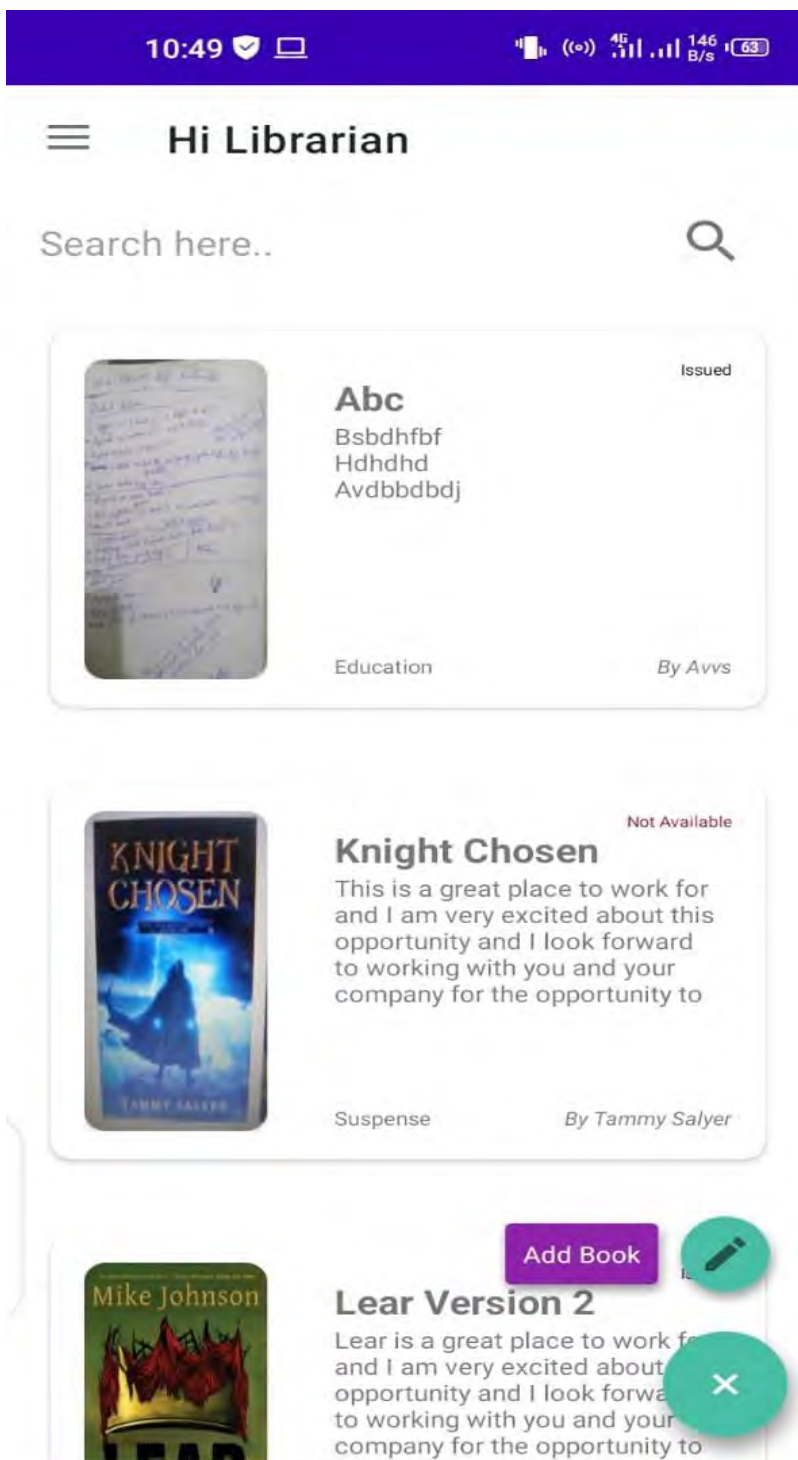 10:49
4G
146
B/s
63
Hi Librarian
Search here..
Issued
Abc
Bsbdhfbf
Hdhdhd
Avdbbdbdj
Education
By Avvs
Not Available
KNIGHT
CHOSEN
TAMMY SALYER
Knight Chosen
This is a great place to work for
and I am very excited about this
opportunity and I look forward
to working with you and your
company for the opportunity to
Suspense
By Tammy Salyer
Add Book
Mike Johnson
LEAR
Lear Version 2
Lear is a great place to work
and I am very excited about
opportunity and I look
to working with you and your
company for the opportunity to